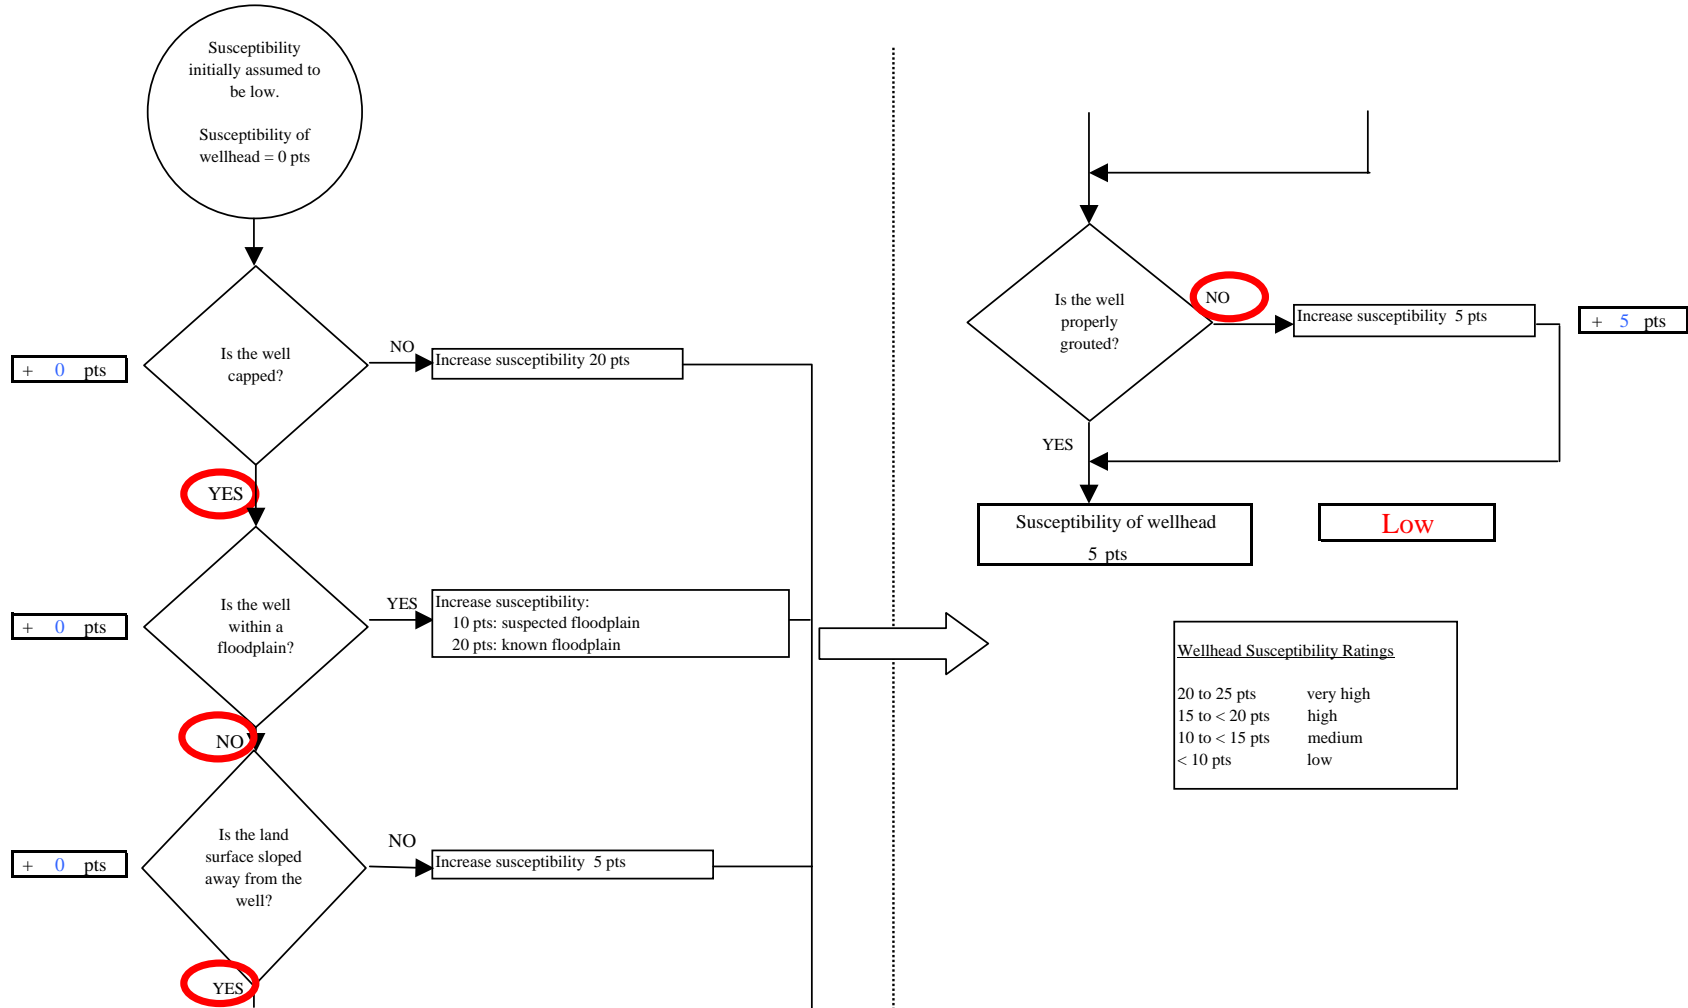 Susceptibility
initially assumed to
be low.
Susceptibility of
wellhead = 0 pts
+ 0 pts
Is the well
capped?
NO
Increase susceptibility 20 pts
YES
+ 0 pts
Is the well
within a
floodplain?
YES
Increase susceptibility:
10 pts: suspected floodplain
20 pts: known floodplain
NO
+ 0 pts
Is the land
surface sloped
away from the
well?
NO
Increase susceptibility 5 pts
YES
Is the well
properly
grouted?
NO
Increase susceptibility 5 pts
+ 5 pts
YES
Susceptibility of wellhead
5 pts
Low
Wellhead Susceptibility Ratings
20 to 25 pts very high
15 to < 20 pts high
10 to < 15 pts medium
< 10 pts low